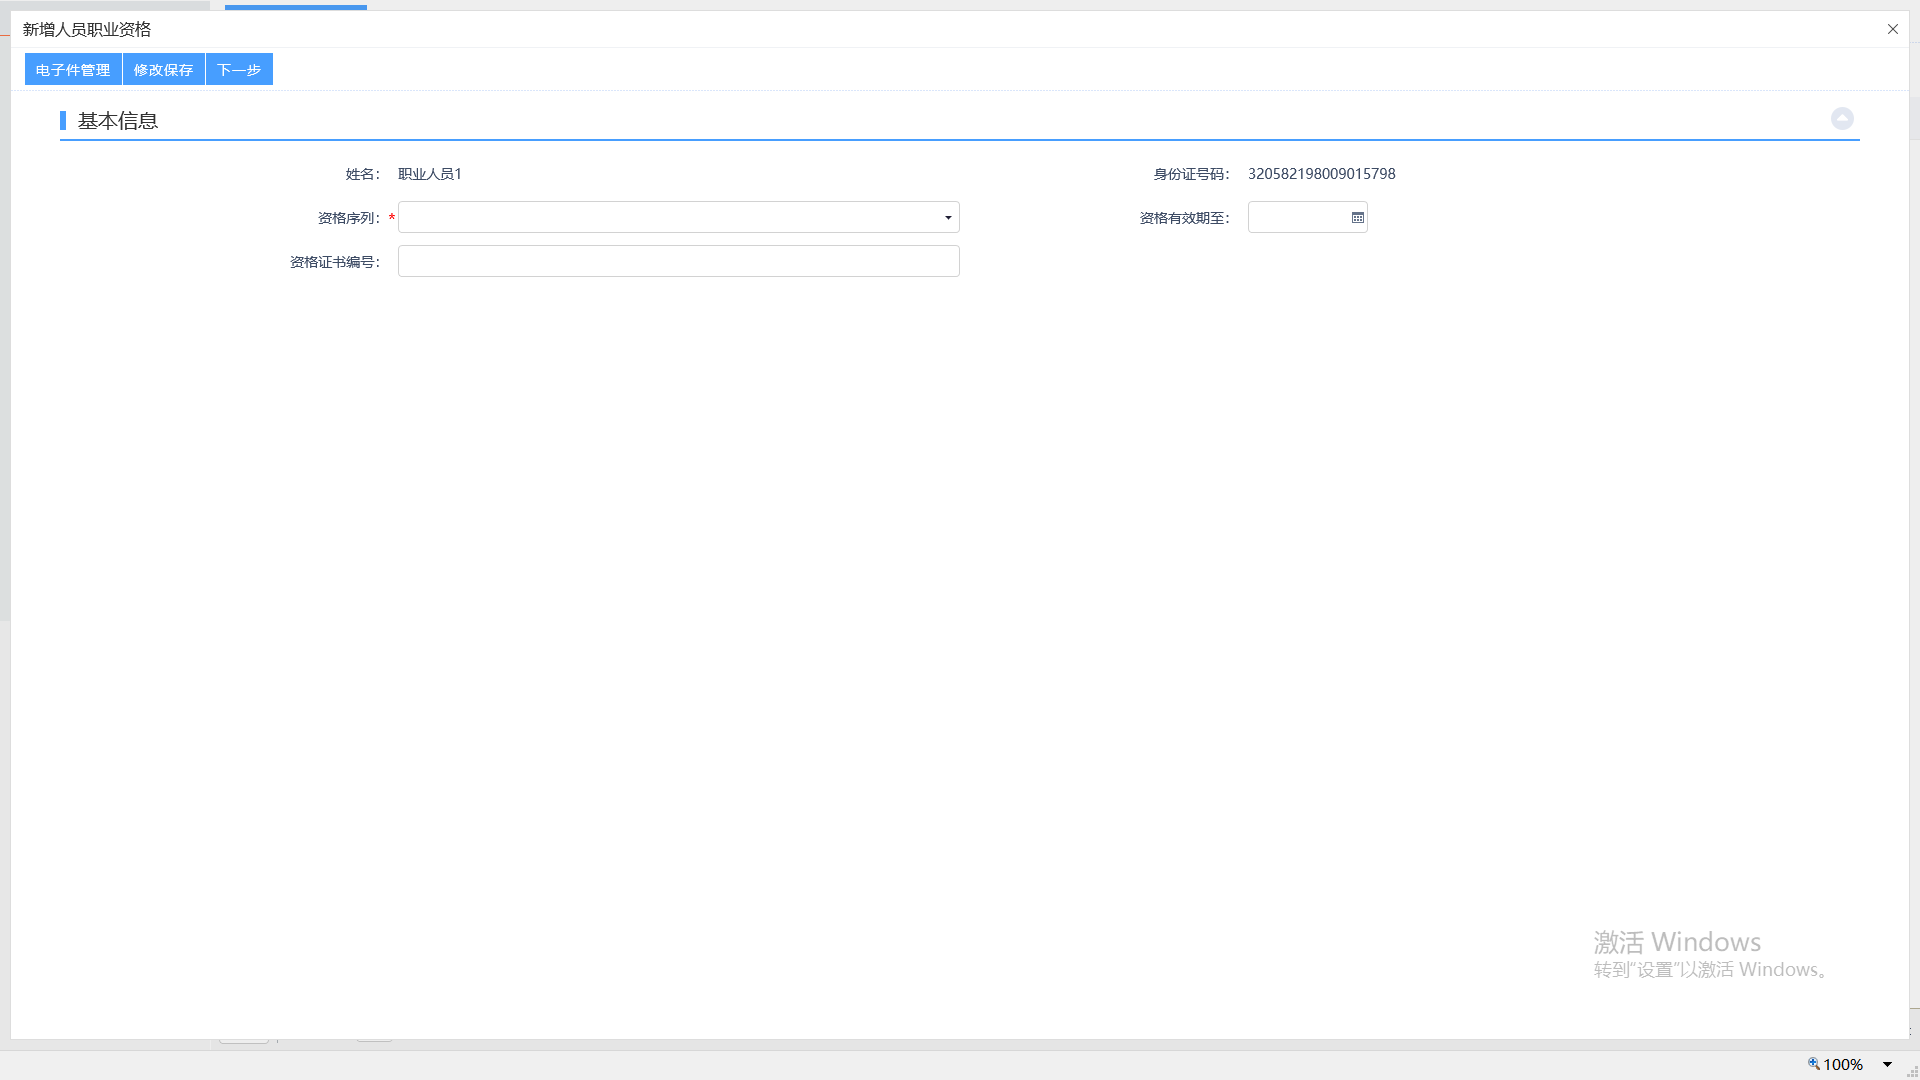 新增人员职业资格
电子件管理 修改保存 下一步
基本信息
姓名： 职业人员1 身份证号码： 320582198009015798
资格序列：* 资格有效期至：
资格证书编号：
激活 Windows
转到“设置”以激活 Windows。
100%